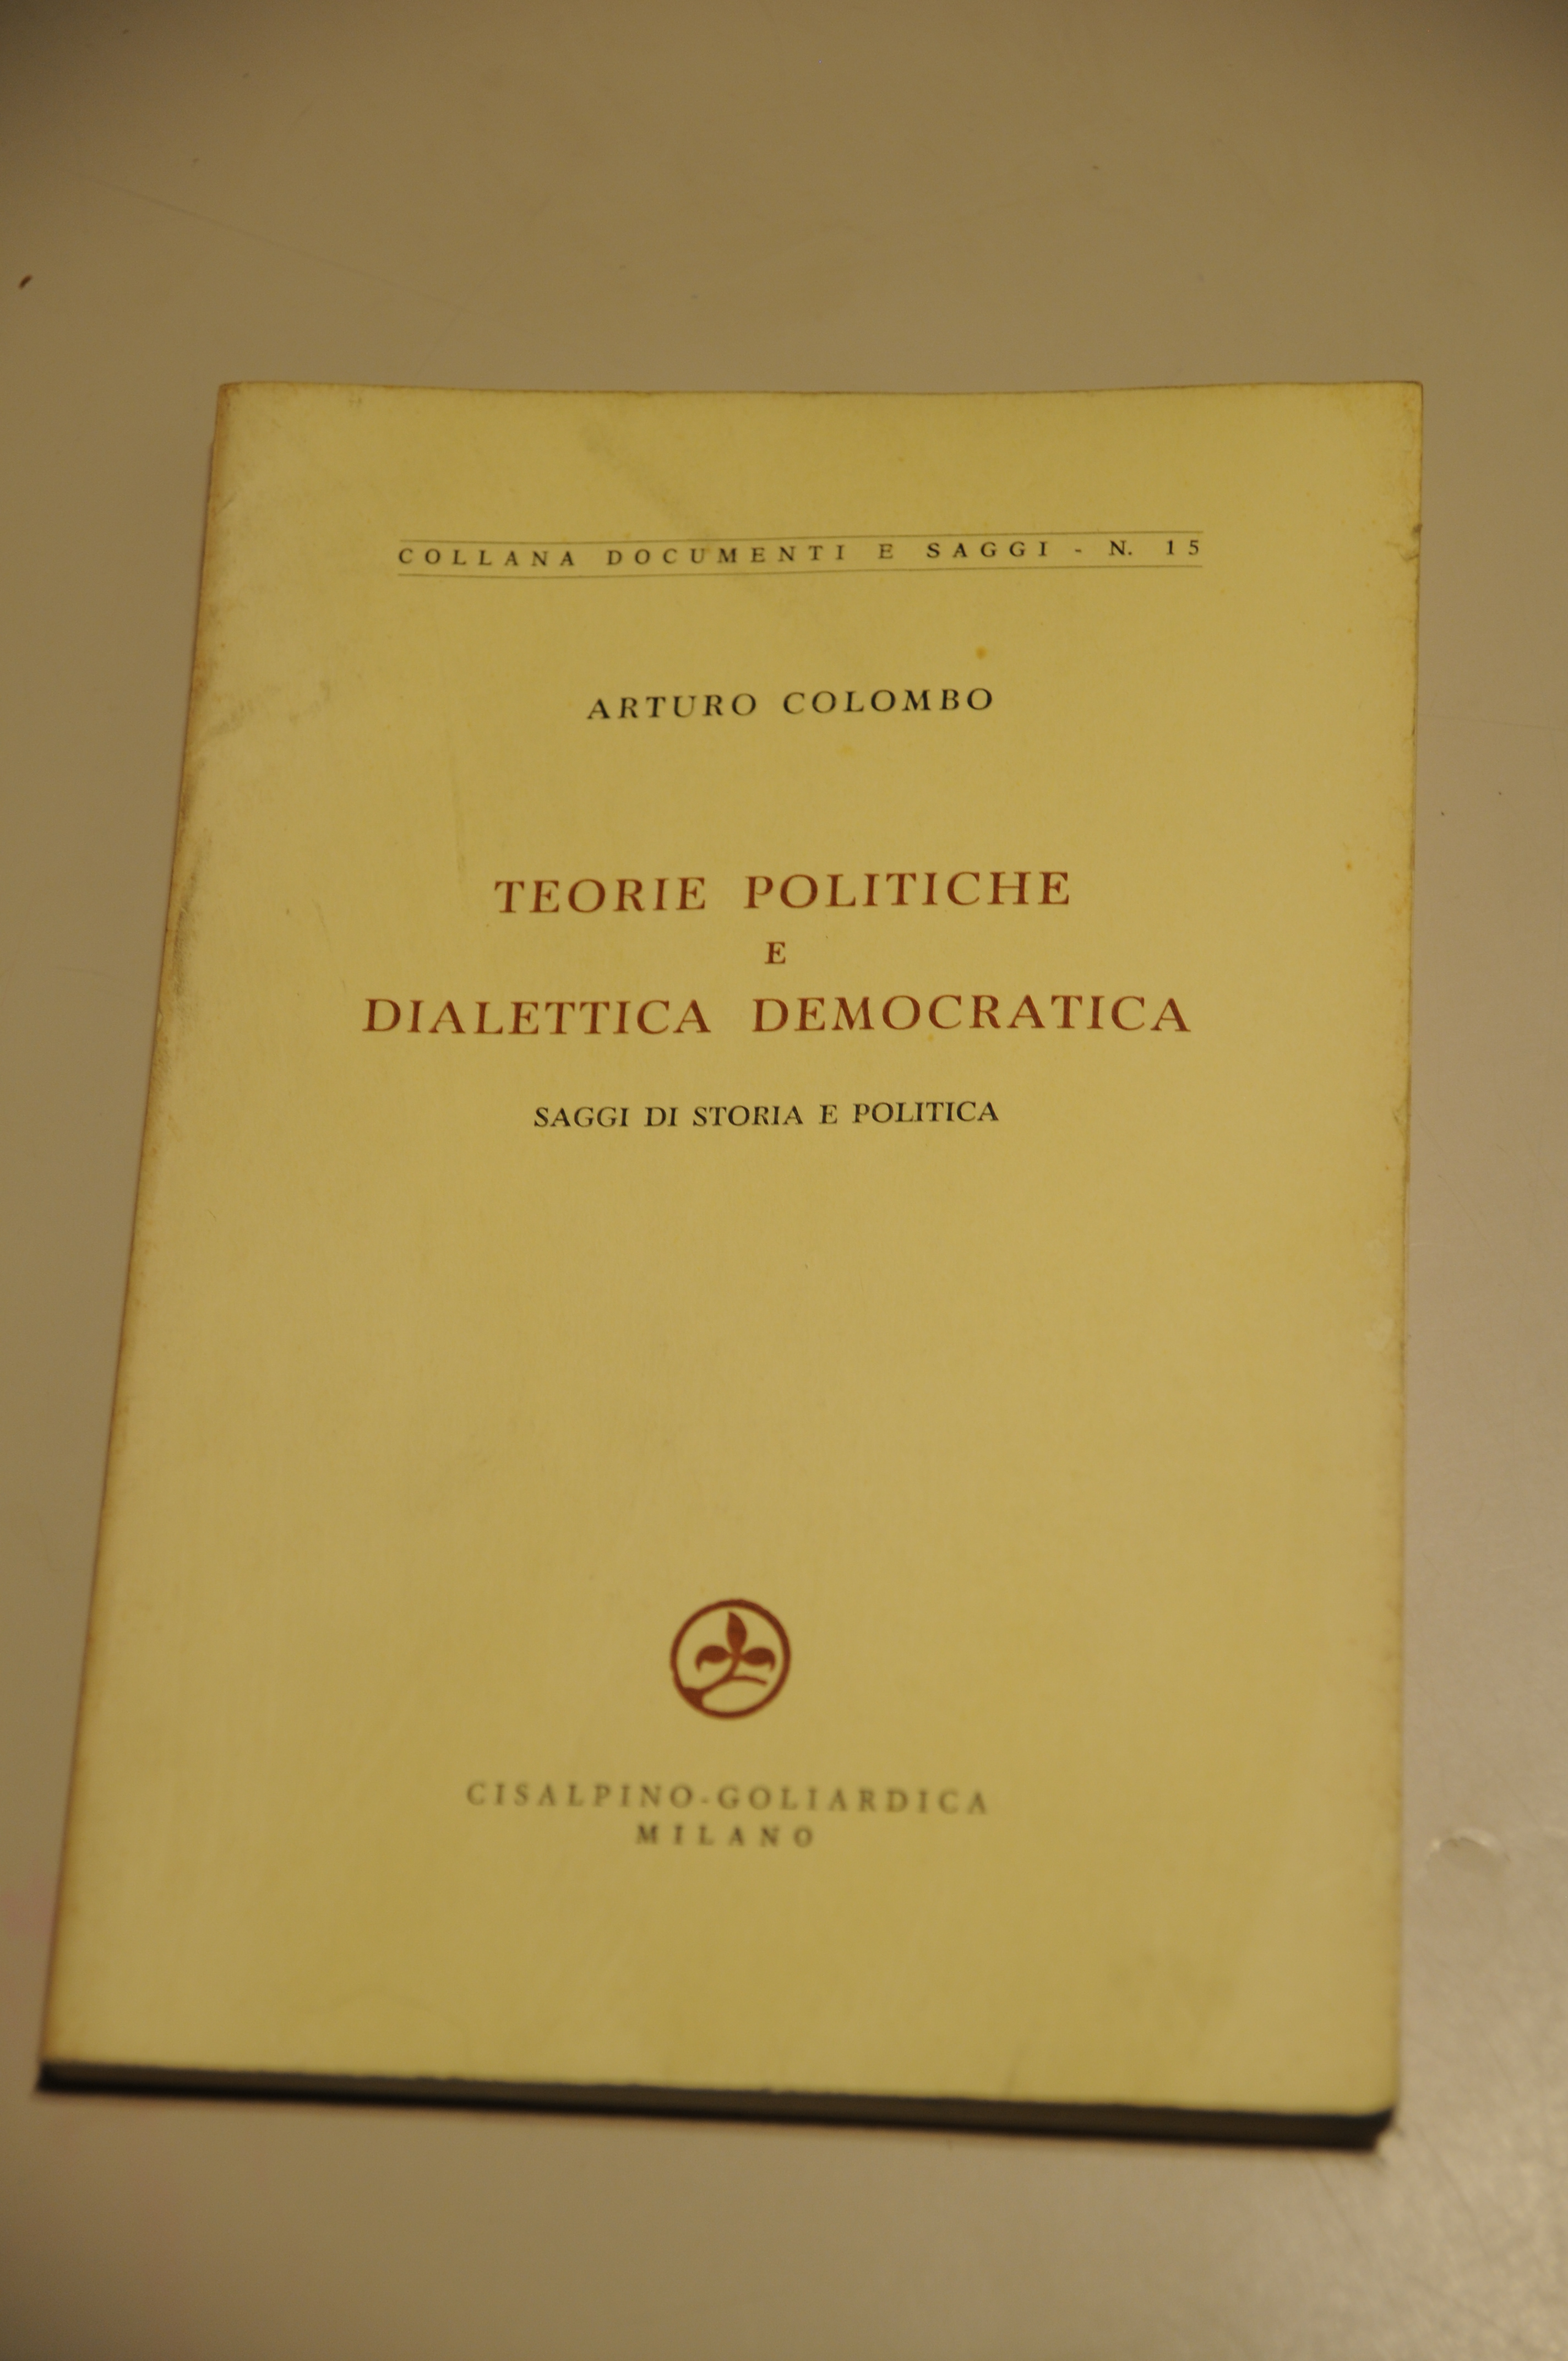 COLLANA DOCUMENTI E SAGGI - N. 15
ARTURO COLOMBO
TEORIE POLITICHE
E
DIALETTICA DEMOCRATICA
SAGGI DI STORIA E POLITICA
CISALPINO-GOLIARDICA
MILANO